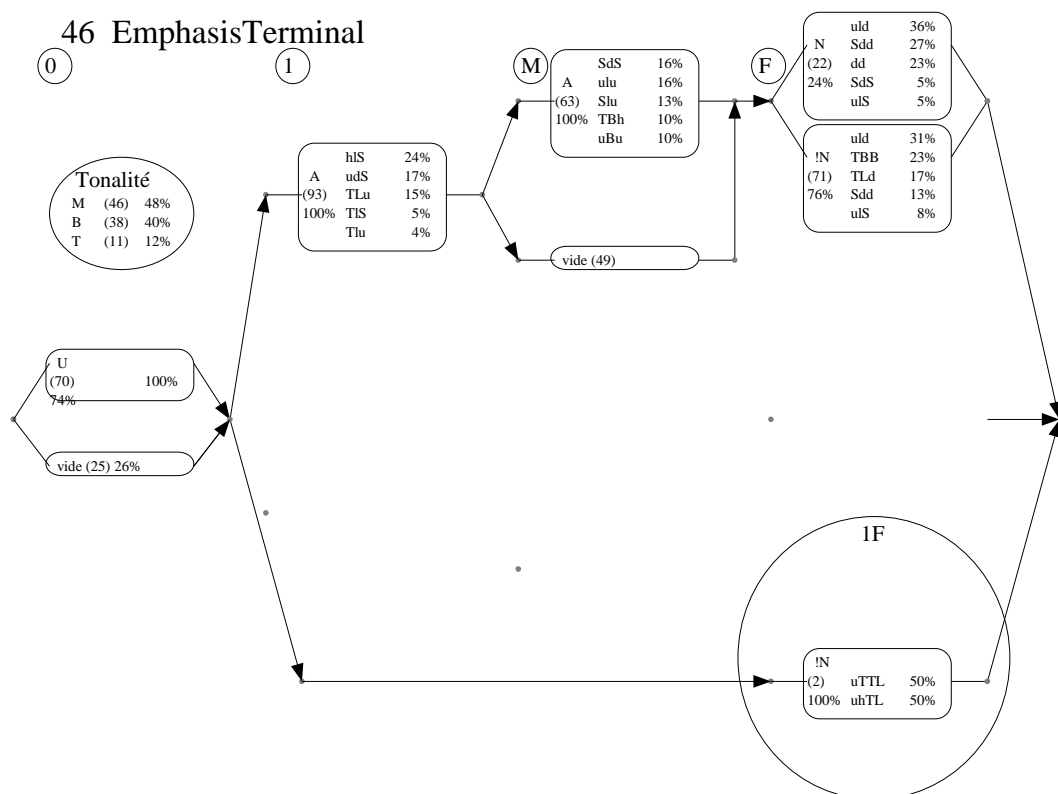 46 EmphasisTerminal
0
1
M
F
Tonalité
M (46) 48%
B (38) 40%
T (11) 12%
U
(70) 100%
74%
vide (25) 26%
hlS 24%
A udS 17%
(93) TLu 15%
100% TlS 5%
Tlu 4%
SdS 16%
A ulu 16%
(63) Slu 13%
100% TBh 10%
uBu 10%
vide (49)
uld 36%
N Sdd 27%
(22) dd 23%
24% SdS 5%
ulS 5%
uld 31%
!N TBB 23%
(71) TLd 17%
76% Sdd 13%
ulS 8%
1F
!N
(2) uTTL 50%
100% uhTL 50%